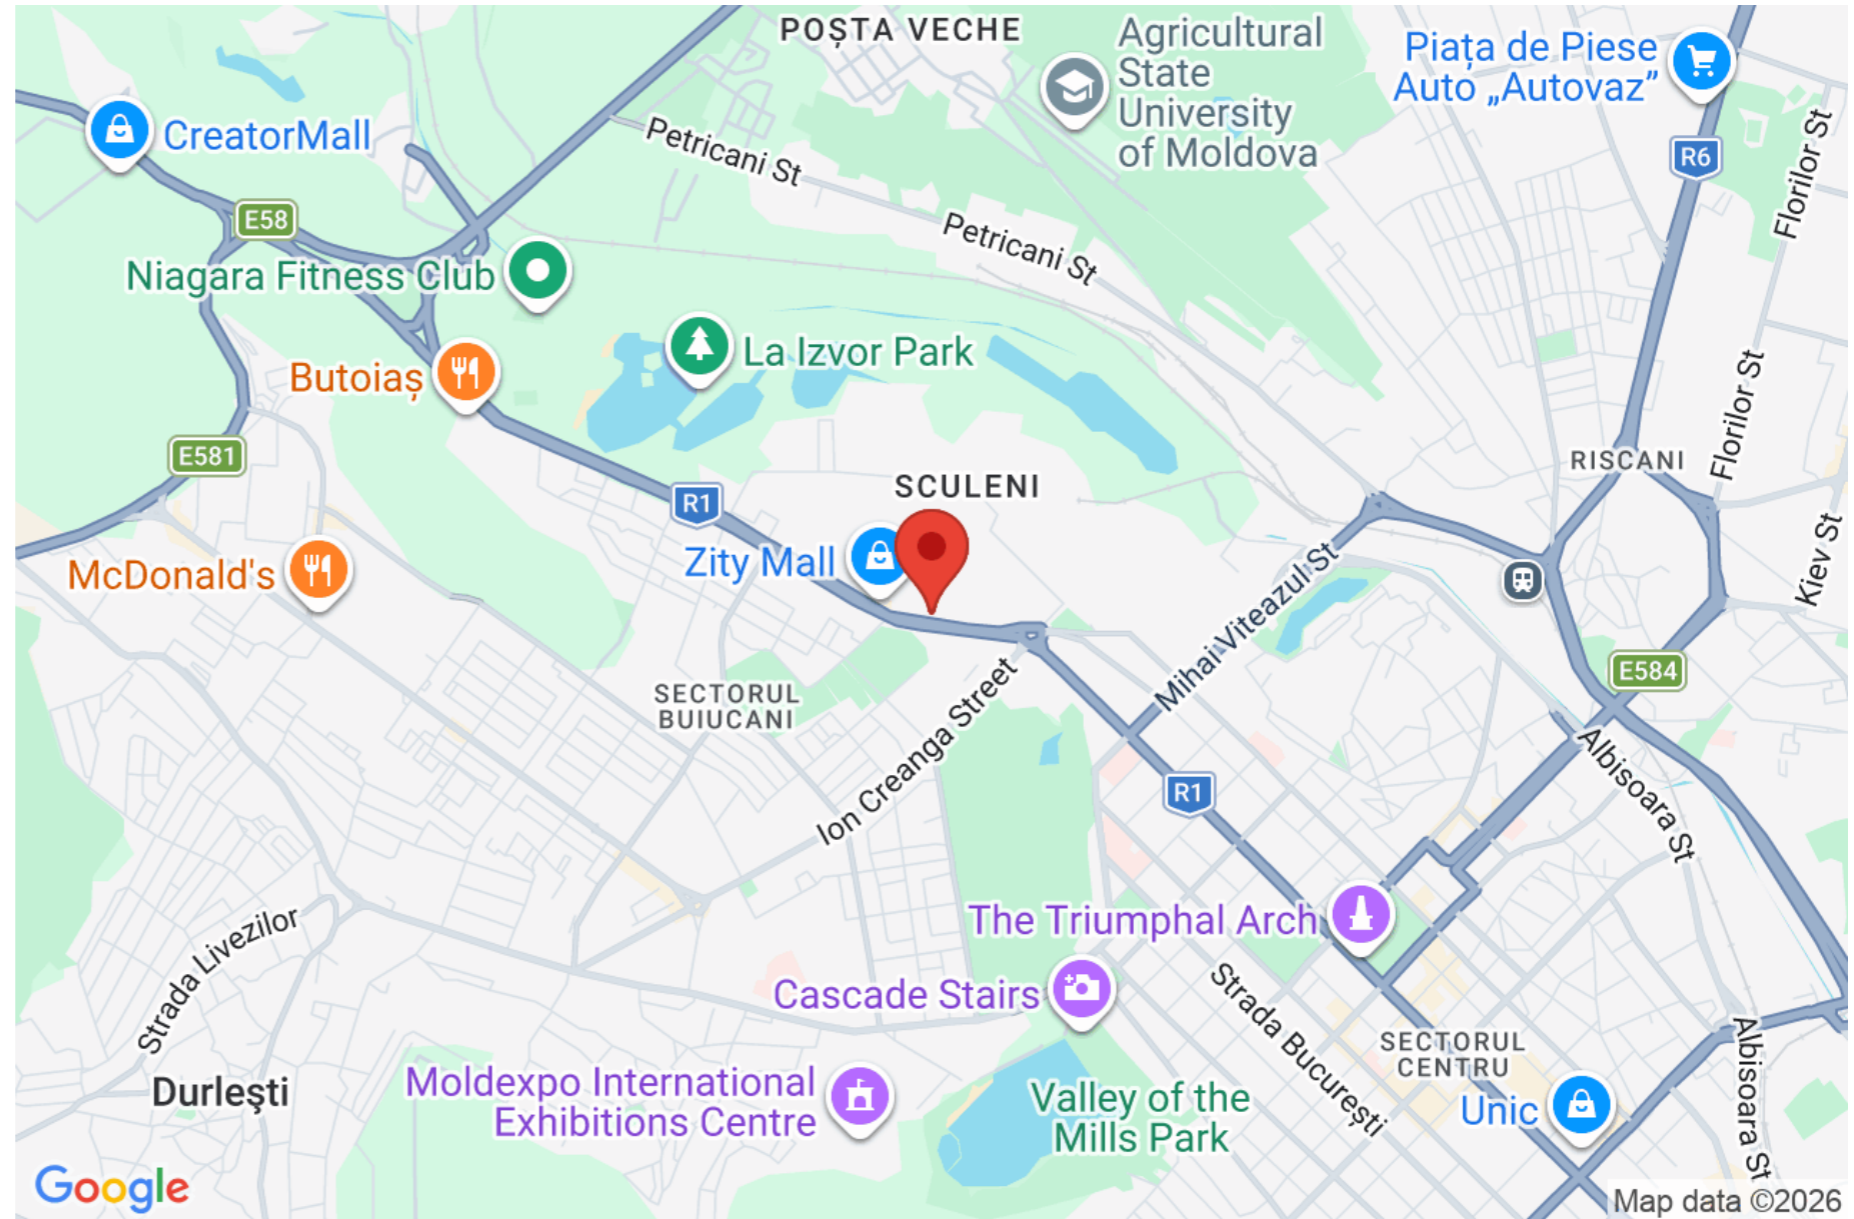 POȘTA VECHE
Agricultural
State
University
of Moldova
Piața de Piese
Auto „Autovaz”
CreatorMall
Petricani St
R6
Florilor St
E58
Petricani St
Niagara Fitness Club
La Izvor Park
Butoiaș
Florilor St
E581
RISCANI
SCULENI
R1
Kiev St
Zity Mall
McDonald's
Mihai Viteazul St
E584
SECTORUL
BUIUCANI
Ion Creanga Street
R1
Albisoara St
The Triumphal Arch
Strada Livezilor
Cascade Stairs
Strada București
SECTORUL
CENTRU
Albisoara St
Durleşti
Moldexpo International
Exhibitions Centre
Valley of the
Mills Park
Unic
Google
Map data ©2026